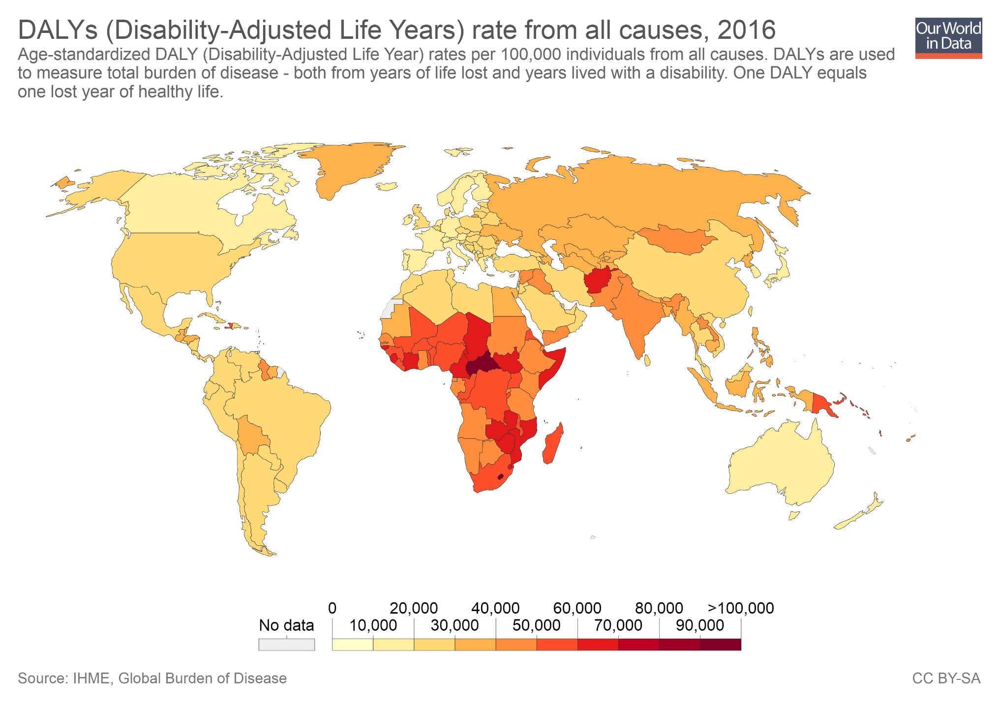 DALYs (Disability-Adjusted Life Years) rate from all causes, 2016
Our World
in Data
Age-standardized DALY (Disability-Adjusted Life Year) rates per 100,000 individuals from all causes. DALYs are used
to measure total burden of disease - both from years of life lost and years lived with a disability. One DALY equals
one lost year of healthy life.
0 20,000 40,000 60,000 80,000 >100,000
No data 10,000 30,000 50,000 70,000 90,000
Source: IHME, Global Burden of Disease
CC BY-SA